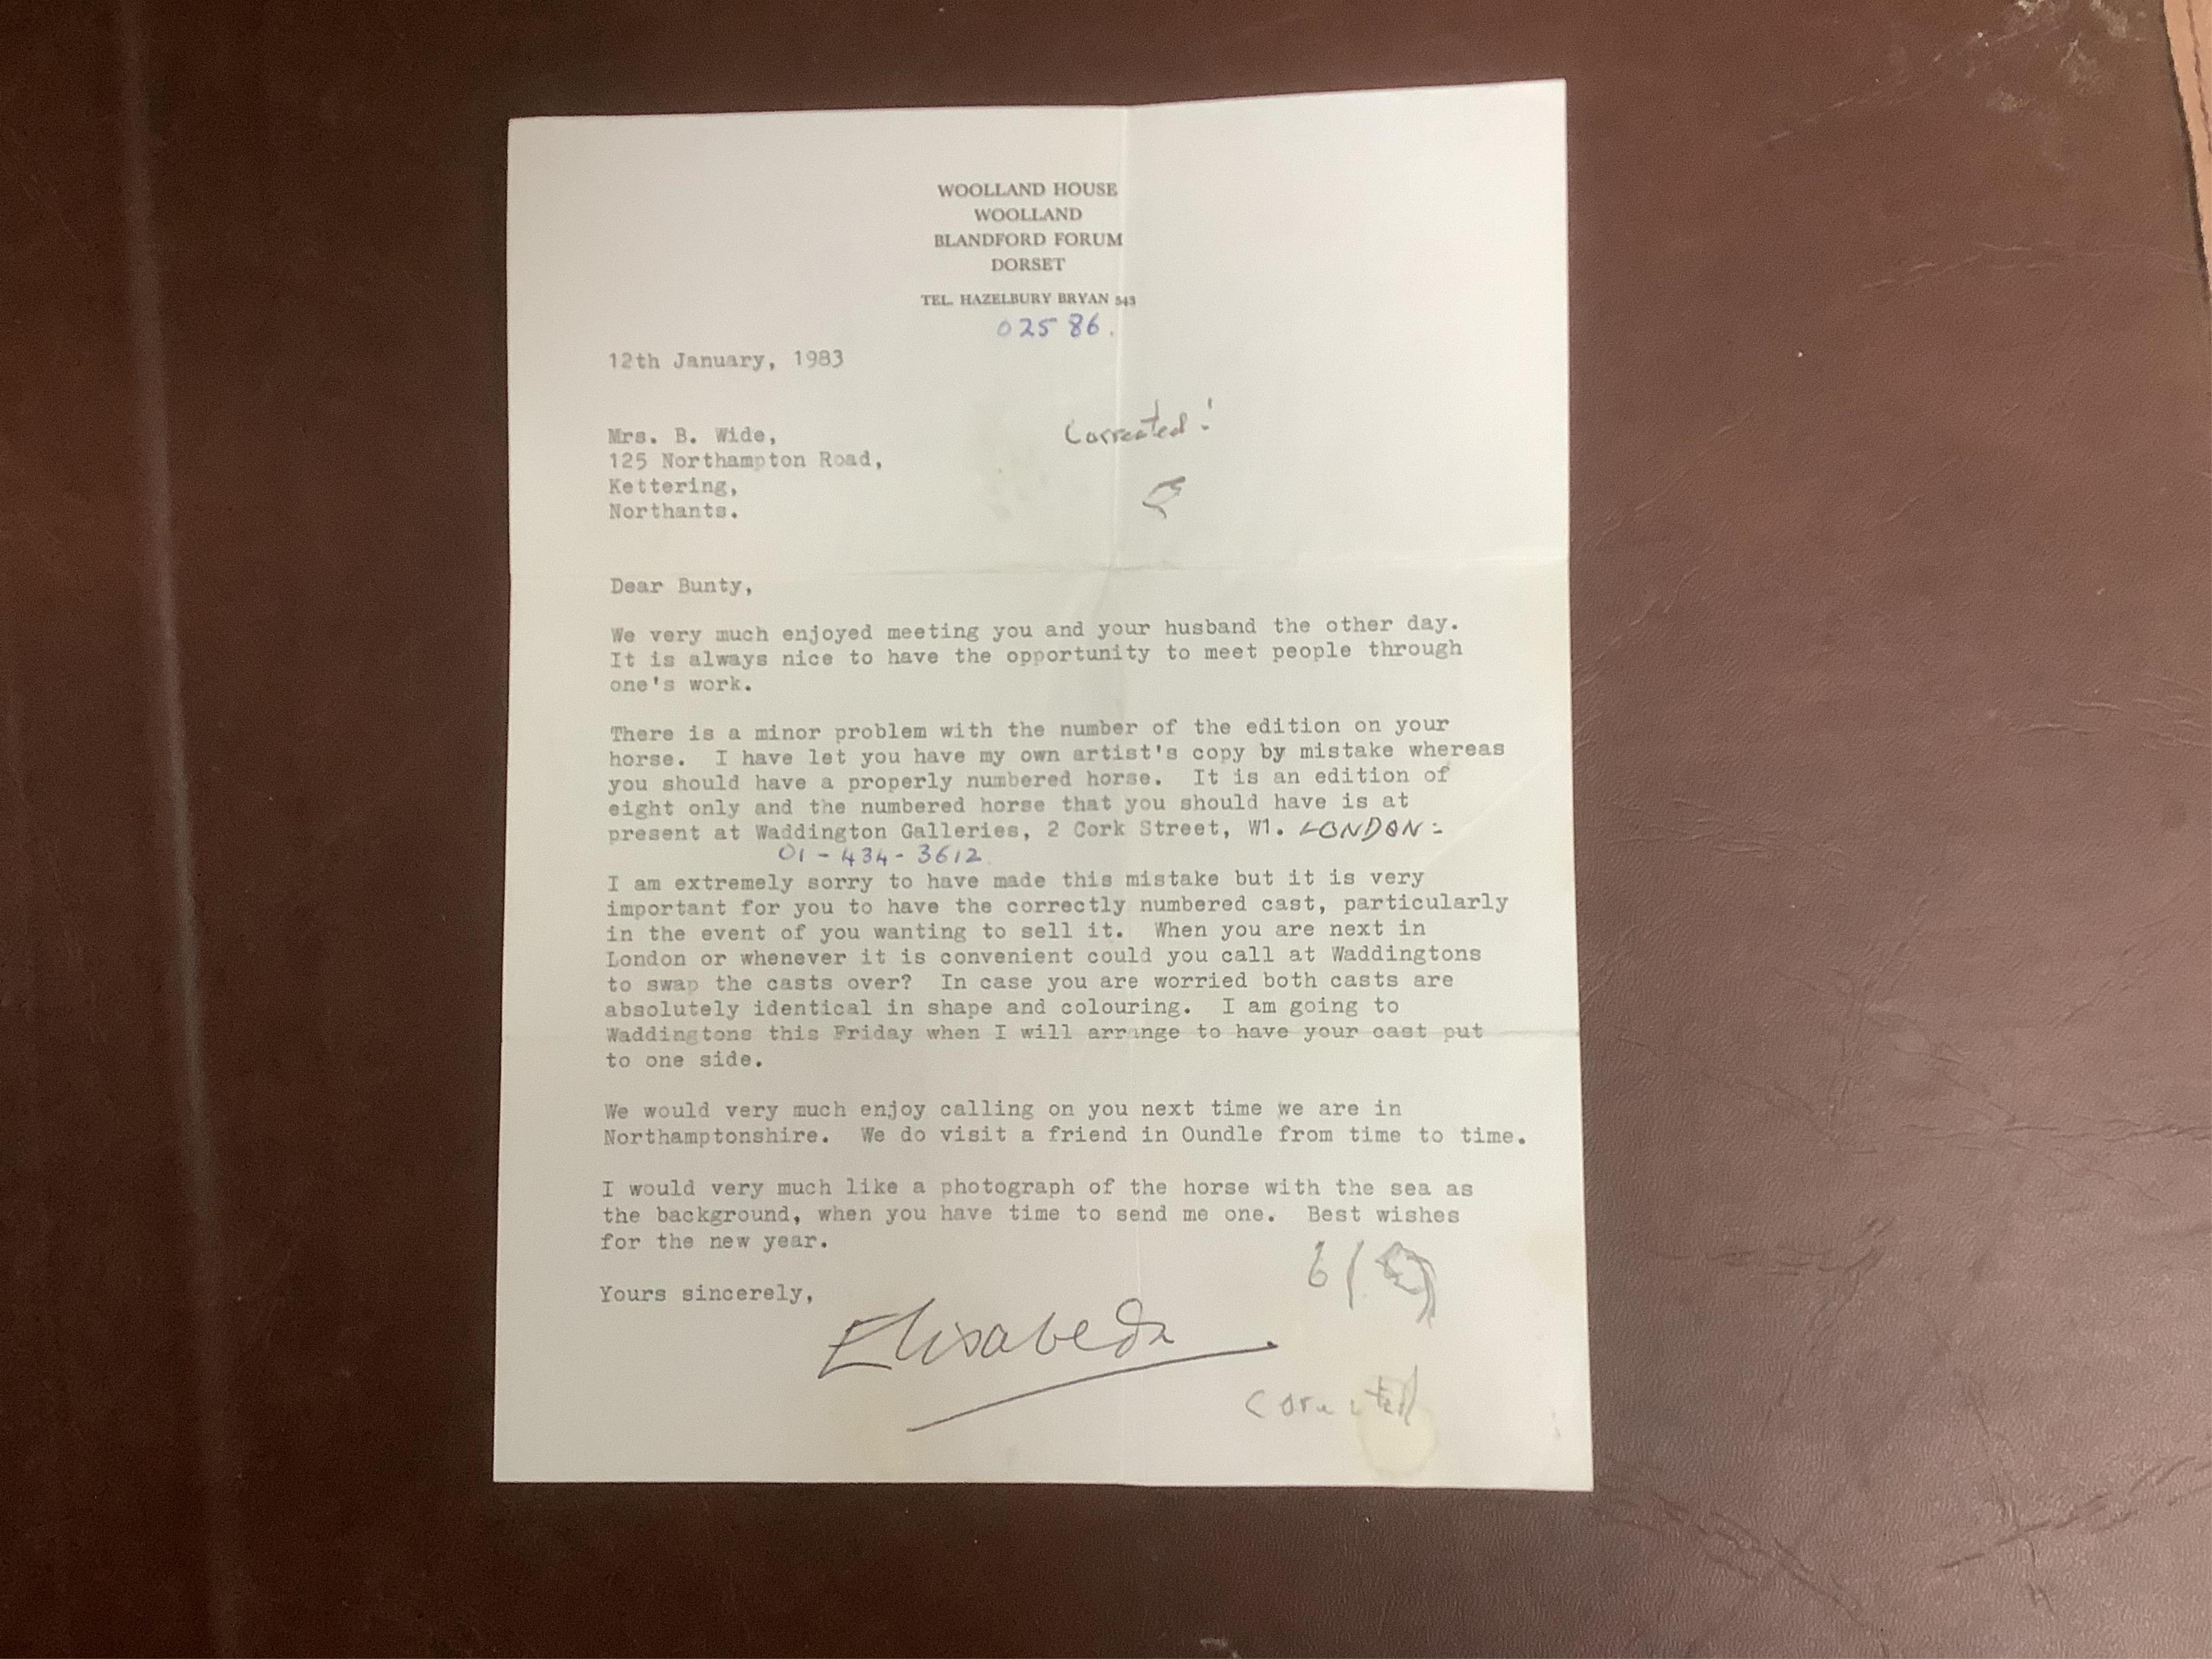 WOOLLAND HOUSE
WOOLLAND
BLANDFORD FORUM
DORSET
TEL. HAZELBURY BRYAN 543
02586.
12th January, 1983
Corrected!
Mrs. B. Wide,
125 Northampton Road,
Kettering,
Northants.
Dear Bunty,
We very much enjoyed meeting you and your husband the other day.
It is always nice to have the opportunity to meet people through
one's work.
There is a minor problem with the number of the edition on your
horse. I have let you have my own artist's copy by mistake whereas
you should have a properly numbered horse. It is an edition of
eight only and the numbered horse that you should have is at
present at Waddington Galleries, 2 Cork Street, W1. LONDON:
01-434-3612
I am extremely sorry to have made this mistake but it is very
important for you to have the correctly numbered cast, particularly
in the event of you wanting to sell it. When you are next in
London or whenever it is convenient could you call at Waddingtons
to swap the casts over? In case you are worried both casts are
absolutely identical in shape and colouring. I am going to
Waddingtons this Friday when I will arrange to have your cast put
to one side.
We would very much enjoy calling on you next time we are in
Northamptonshire. We do visit a friend in Oundle from time to time.
I would very much like a photograph of the horse with the sea as
the background, when you have time to send me one. Best wishes
for the new year.
6/
Yours sincerely,